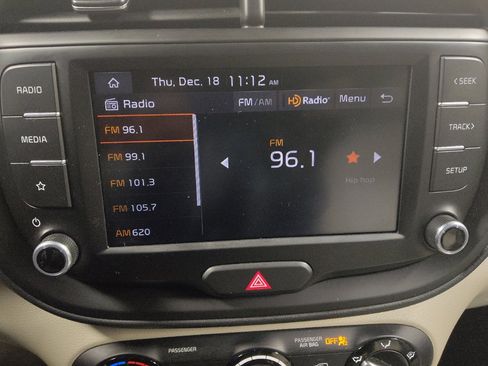 Thu, Dec. 18 11:12 AM
Radio FM/AM HD Radio Menu
RADIO
MEDIA
FM 96.1
FM 99.1
FM 101.3
FM 105.7
AM 620
FM
96.1
Hip hop
< SEEK
TRACK >
SETUP
PASSENGER
PASSENGER
AIR BAG
OFF